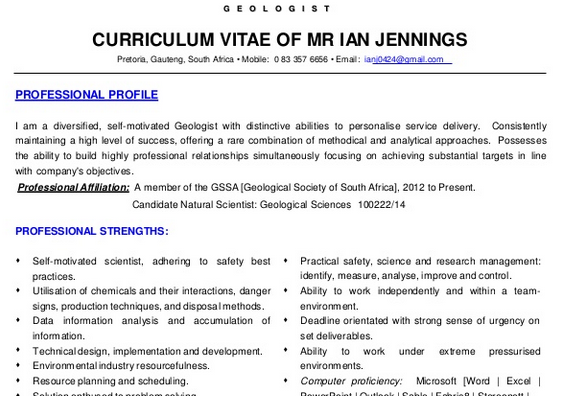 GEOLOGIST
CURRICULUM VITAE OF MR IAN JENNINGS
Pretoria, Gauteng, South Africa • Mobile: 0 83 357 6656 • Email: ianj0424@gmail.com
PROFESSIONAL PROFILE
I am a diversified, self-motivated Geologist with distinctive abilities to personalise service delivery. Consistently
maintaining a high level of success, offering a rare combination of methodical and analytical approaches. Possesses
the ability to build highly professional relationships simultaneously focusing on achieving substantial targets in line
with company's objectives.
Professional Affiliation: A member of the GSSA [Geological Society of South Africa], 2012 to Present.
Candidate Natural Scientist: Geological Sciences 100222/14
PROFESSIONAL STRENGTHS:
Self-motivated scientist, adhering to safety best
practices.
Utilisation of chemicals and their interactions, danger
signs, production techniques, and disposal methods.
Data information analysis and accumulation of
information.
Technical design, implementation and development.
Environmental industry resourcefulness.
Resource planning and scheduling.
Solution enthused to problem solving.
Practical safety, science and research management:
identify, measure, analyse, improve and control.
Ability to work independently and within a team-
environment.
Deadline orientated with strong sense of urgency on
set deliverables.
Ability to work under extreme pressurised
environments.
Computer proficiency: Microsoft [Word | Excel |
PowerPoint | Outlook | Sable |